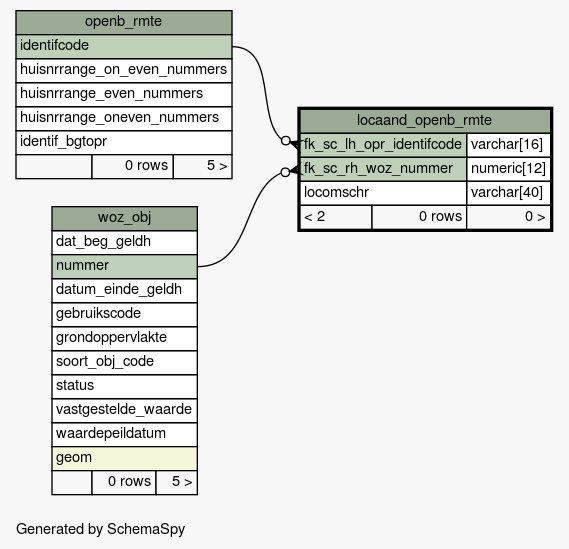 openb_rmte
identifcode
huisnrrange_on_even_nummers
huisnrrange_even_nummers
huisnrrange_oneven_nummers
identif_bgtopr
0 rows 5 >
locaand_openb_rmte
fk_sc_lh_opr_identifcode varchar[16]
fk_sc_rh_woz_nummer numeric[12]
locomschr varchar[40]
< 2 0 rows 0 >
woz_obj
dat_beg_geldh
nummer
datum_einde_geldh
gebruikscode
grondoppervlakte
soort_obj_code
status
vastgestelde_waarde
waardepeildatum
geom
0 rows 5 >
Generated by SchemaSpy